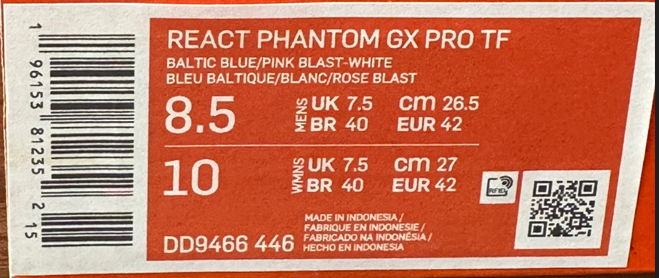 REACT PHANTOM GX PRO TF
BALTIC BLUE/PINK BLAST-WHITE
BLEU BALTIQUE/BLANC/ROSE BLAST
8.5 MENS UK 7.5 cm 26.5
BR 40 EUR 42
10 WMNS UK 7.5 cm 27
BR 40 EUR 42
RFID
DD9466 446
MADE IN INDONESIA /
FABRIQUE EN INDONESIE /
FABRICADO NA INDONÉSIA /
HECHO EN INDONESIA
1 96153 81235 2 15